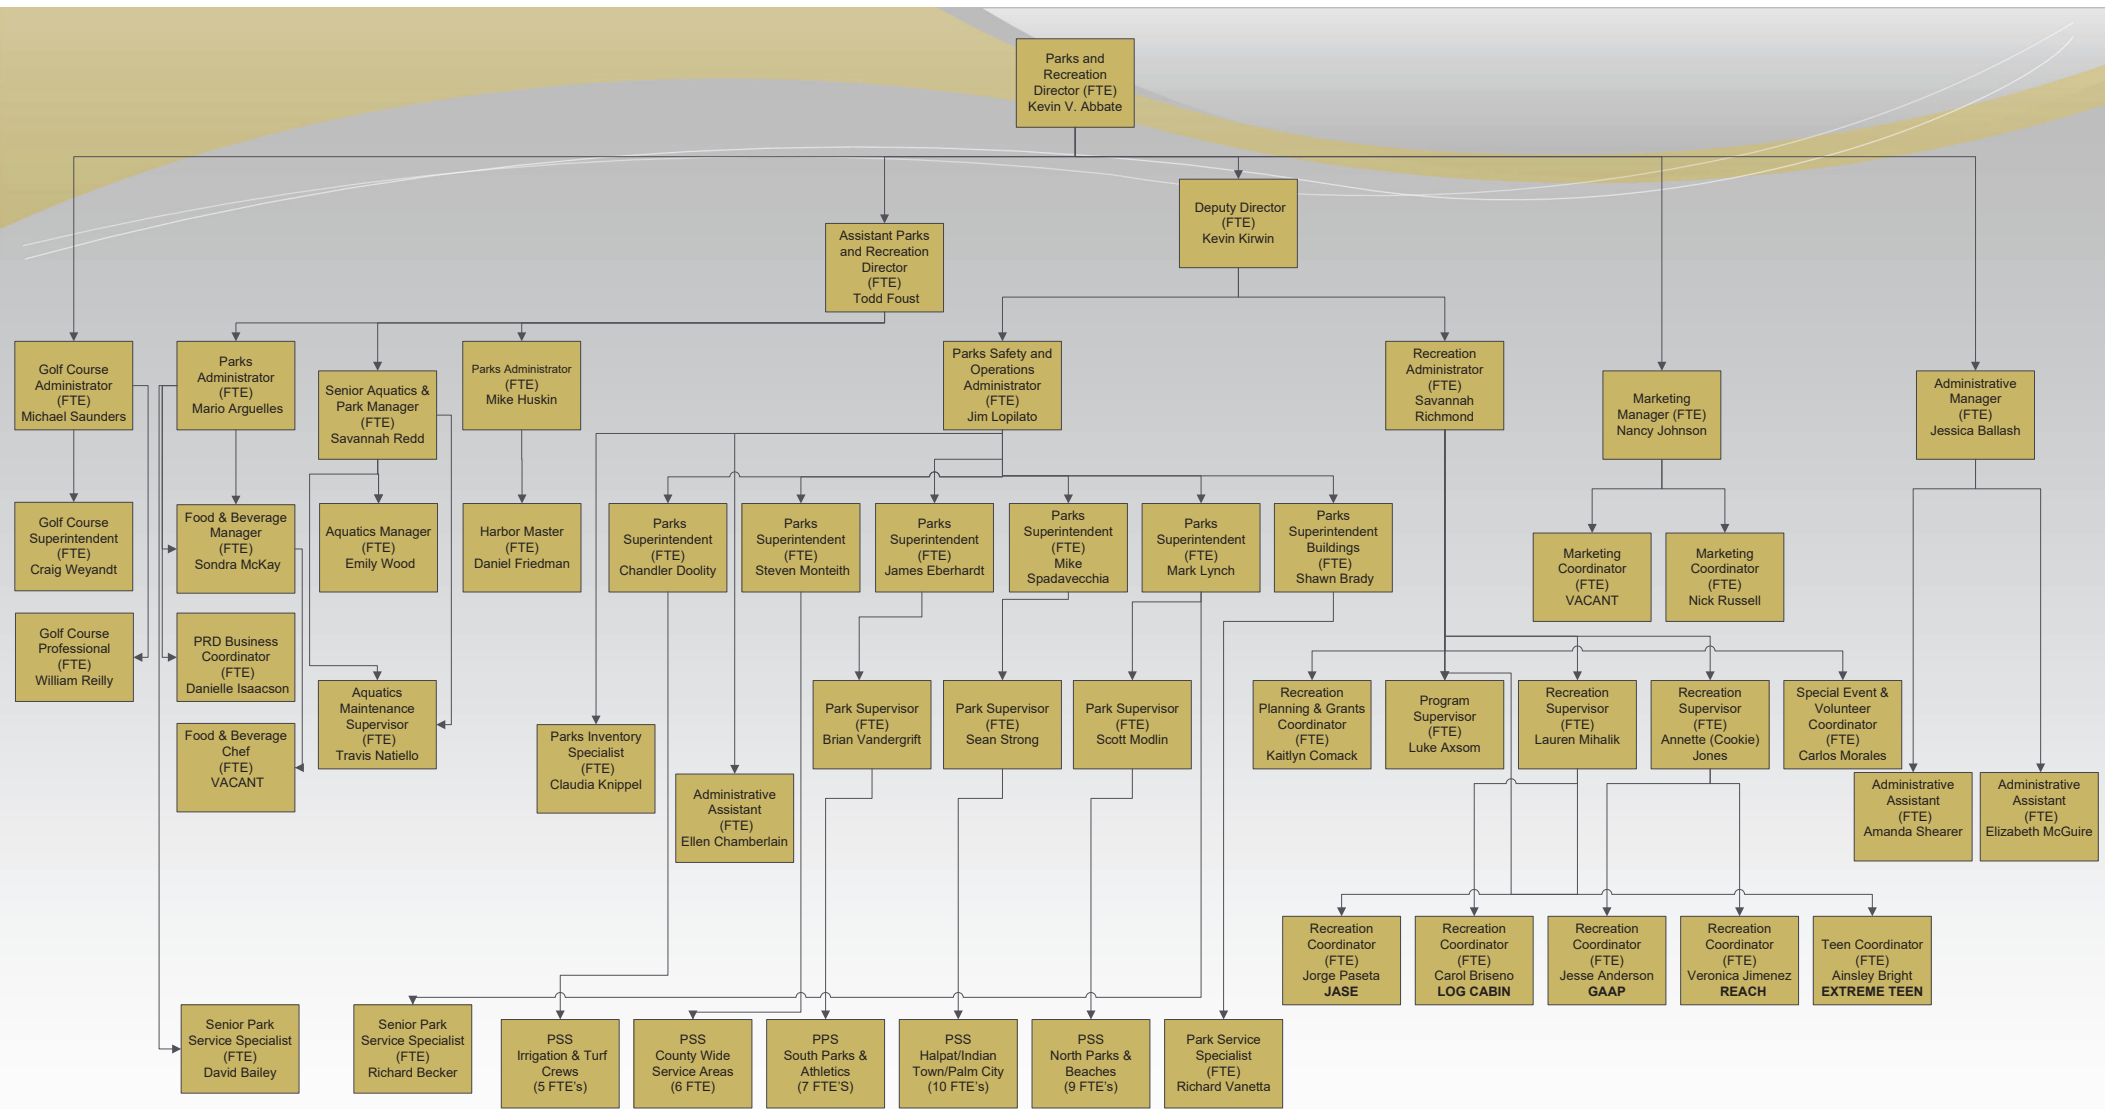 Parks and
Recreation
Director (FTE)
Kevin V. Abbate
Deputy Director
(FTE)
Kevin Kirwin
Assistant Parks
and Recreation
Director
(FTE)
Todd Foust
Golf Course
Administrator
(FTE)
Michael Saunders
Parks
Administrator
(FTE)
Mario Arguelles
Senior Aquatics &
Park Manager
(FTE)
Savannah Redd
Parks Administrator
(FTE)
Mike Huskin
Parks Safety and
Operations
Administrator
(FTE)
Jim Lopilato
Recreation
Administrator
(FTE)
Savannah
Richmond
Marketing
Manager (FTE)
Nancy Johnson
Administrative
Manager
(FTE)
Jessica Ballash
Golf Course
Superintendent
(FTE)
Craig Weyandt
Food & Beverage
Manager
(FTE)
Sondra McKay
Aquatics Manager
(FTE)
Emily Wood
Harbor Master
(FTE)
Daniel Friedman
Parks
Superintendent
(FTE)
Chandler Doolity
Parks
Superintendent
(FTE)
Steven Monteith
Parks
Superintendent
(FTE)
James Eberhardt
Parks
Superintendent
(FTE)
Mike
Spadavecchia
Parks
Superintendent
(FTE)
Mark Lynch
Parks
Superintendent
Buildings
(FTE)
Shawn Brady
Marketing
Coordinator
(FTE)
VACANT
Marketing
Coordinator
(FTE)
Nick Russell
Golf Course
Professional
(FTE)
William Reilly
PRD Business
Coordinator
(FTE)
Danielle Isaacson
Aquatics
Maintenance
Supervisor
(FTE)
Travis Natiello
Food & Beverage
Chef
(FTE)
VACANT
Parks Inventory
Specialist
(FTE)
Claudia Knippel
Administrative
Assistant
(FTE)
Ellen Chamberlain
Park Supervisor
(FTE)
Brian Vandergrift
Park Supervisor
(FTE)
Sean Strong
Park Supervisor
(FTE)
Scott Modlin
Recreation
Planning & Grants
Coordinator
(FTE)
Kaitlyn Comack
Program
Supervisor
(FTE)
Luke Axsom
Recreation
Supervisor
(FTE)
Lauren Mihalik
Recreation
Supervisor
(FTE)
Annette (Cookie)
Jones
Special Event &
Volunteer
Coordinator
(FTE)
Carlos Morales
Administrative
Assistant
(FTE)
Amanda Shearer
Administrative
Assistant
(FTE)
Elizabeth McGuire
Recreation
Coordinator
(FTE)
Jorge Paseta
JASE
Recreation
Coordinator
(FTE)
Carol Briseno
LOG CABIN
Recreation
Coordinator
(FTE)
Jesse Anderson
GAAP
Recreation
Coordinator
(FTE)
Veronica Jimenez
REACH
Teen Coordinator
(FTE)
Ainsley Bright
EXTREME TEEN
Senior Park
Service Specialist
(FTE)
David Bailey
Senior Park
Service Specialist
(FTE)
Richard Becker
PSS
Irrigation & Turf
Crews
(5 FTE's)
PSS
County Wide
Service Areas
(6 FTE)
PPS
South Parks &
Athletics
(7 FTE'S)
PSS
Halpat/Indian
Town/Palm City
(10 FTE's)
PSS
North Parks &
Beaches
(9 FTE's)
Park Service
Specialist
(FTE)
Richard Vanetta